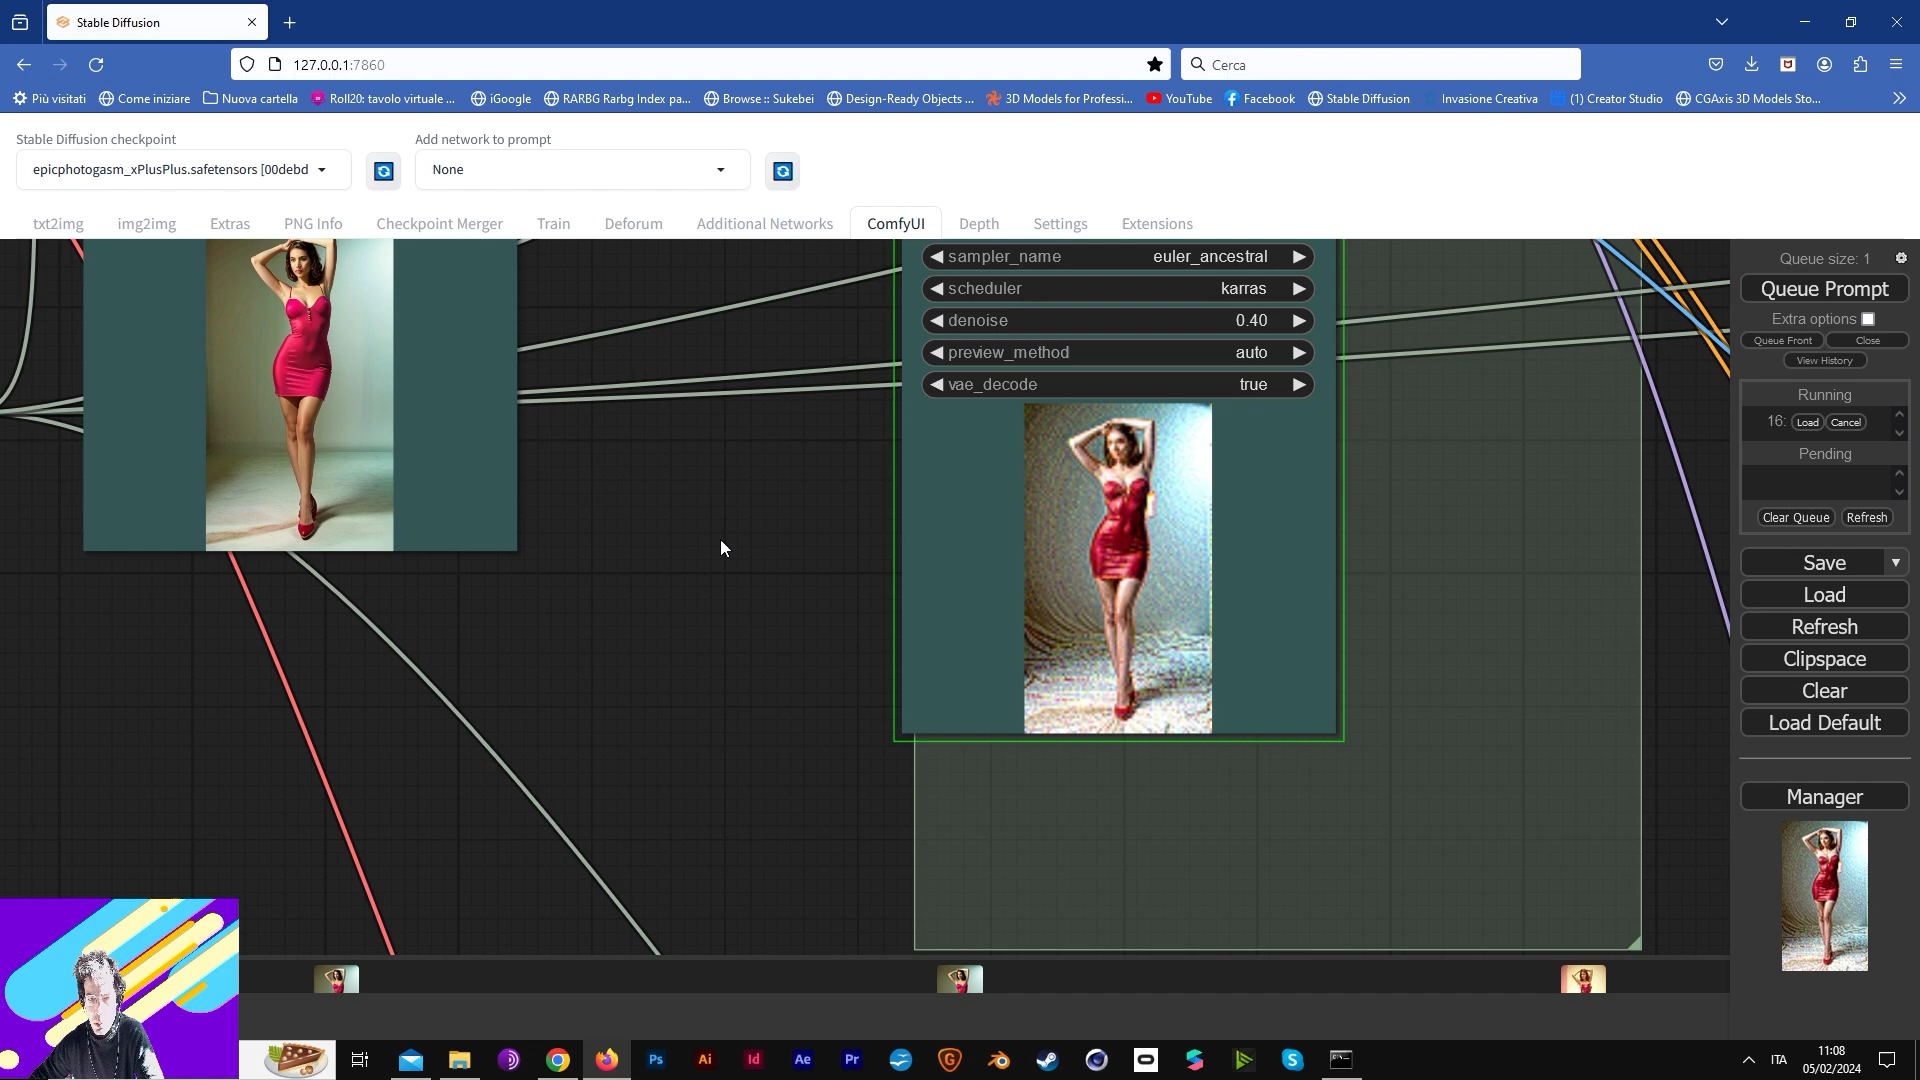 Stable Diffusion
127.0.0.1:7860
Cerca
Più visitati
Come iniziare
Nuova cartella
Roll20: tavolo virtuale ...
iGoogle
RARBG Rarbg Index pa...
Browse :: Sukebei
Design-Ready Objects ...
3D Models for Professi...
YouTube
Facebook
Stable Diffusion
Invasione Creativa
(1) Creator Studio
CGAxis 3D Models Sto...
Stable Diffusion checkpoint
Add network to prompt
epicphotogasm_xPlusPlus.safetensors [00debd
None
txt2img
img2img
Extras
PNG Info
Checkpoint Merger
Train
Deforum
Additional Networks
ComfyUI
Depth
Settings
Extensions
sampler_name euler_ancestral
scheduler karras
denoise 0.40
preview_method auto
vae_decode true
Queue size: 1
Queue Prompt
Extra options
Queue Front
Close
View History
Running
16: Load Cancel
Pending
Clear Queue
Refresh
Save
Load
Refresh
Clipspace
Clear
Load Default
Manager
Ps
Ai
Id
Ae
Pr
ITA
11:08
05/02/2024